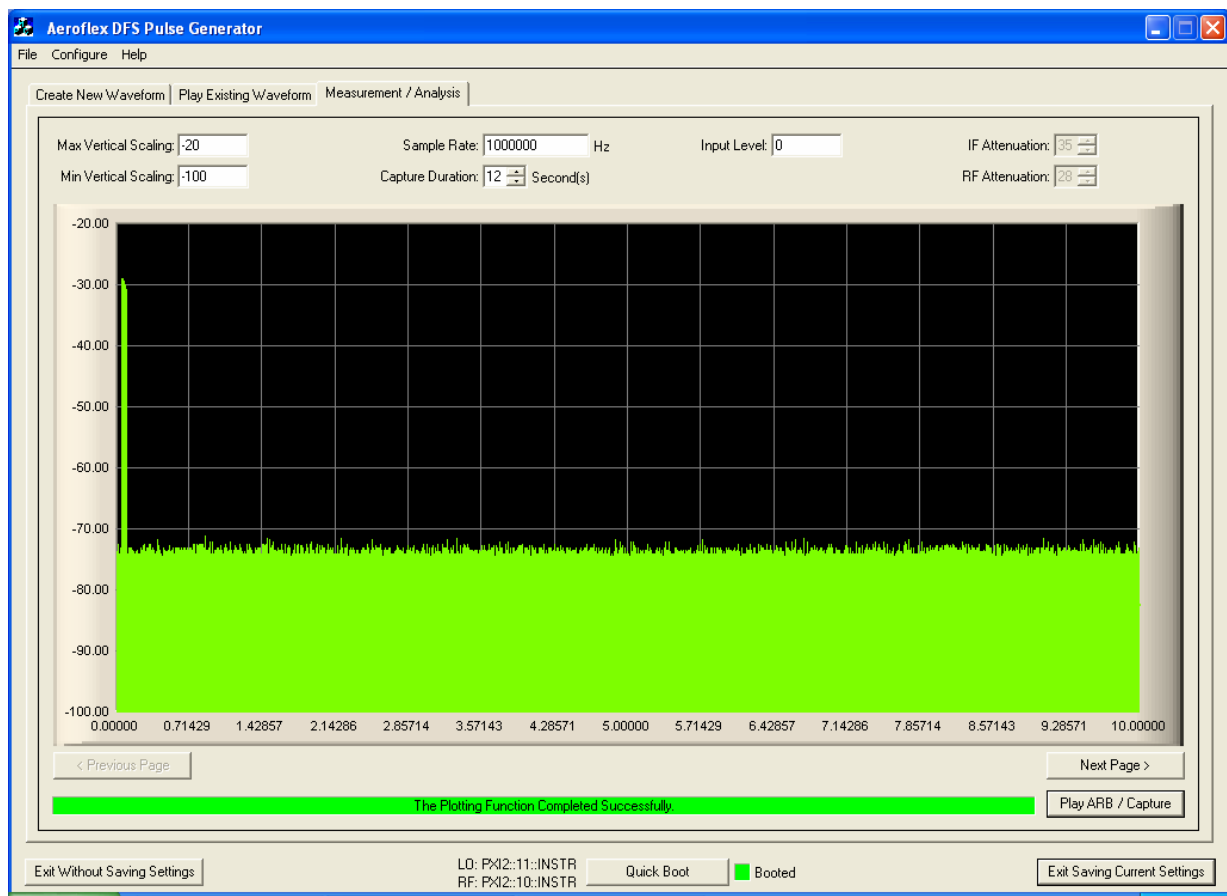 Aeroflex DFS Pulse Generator
File Configure Help
Create New Waveform Play Existing Waveform Measurement / Analysis
Max Vertical Scaling: -20 Sample Rate: 1000000 Hz Input Level: 0 IF Attenuation: 35
Min Vertical Scaling: -100 Capture Duration: 12 Second(s) RF Attenuation: 28
-20.00
-30.00
-40.00
-50.00
-60.00
-70.00
-80.00
-90.00
-100.00
0.00000 0.71429 1.42857 2.14286 2.85714 3.57143 4.28571 5.00000 5.71429 6.42857 7.14286 7.85714 8.57143 9.28571 10.00000
< Previous Page Next Page >
The Plotting Function Completed Successfully. Play ARB / Capture
Exit Without Saving Settings LO: PXI2::11::INSTR Quick Boot Booted Exit Saving Current Settings
RF: PXI2::10::INSTR